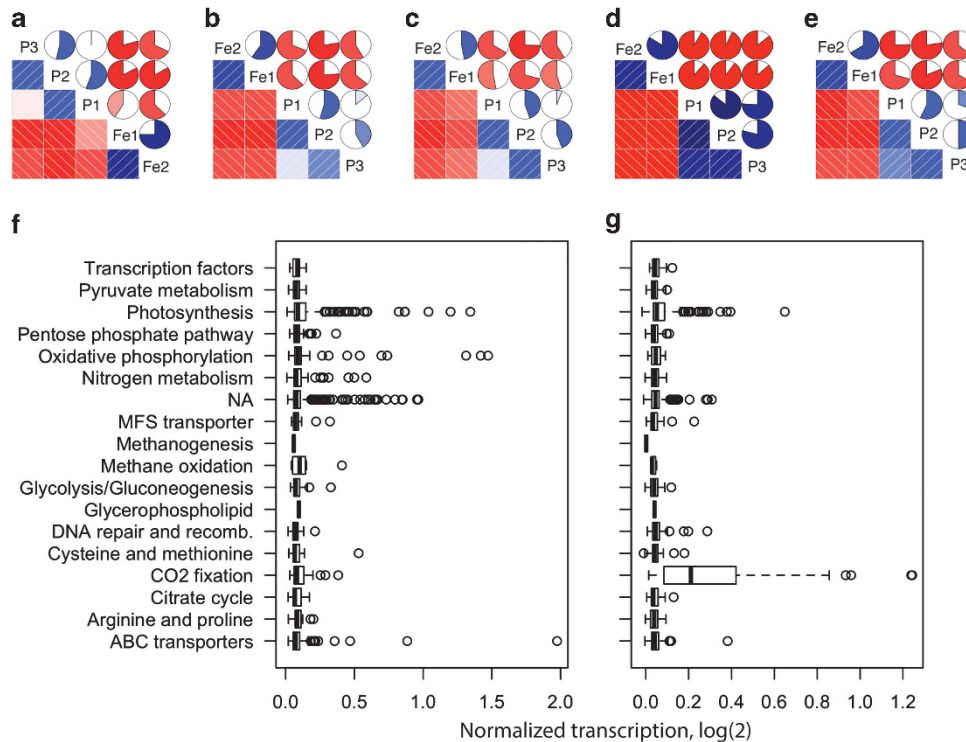 a b c d e
P3 Fe2 Fe2 Fe2 Fe2
P2 Fe1 Fe1 Fe1 Fe1
P1 P1 P1 P1 P1
Fe1 P2 P2 P2 P2
Fe2 P3 P3 P3 P3
f g
Transcription factors
Pyruvate metabolism
Photosynthesis
Pentose phosphate pathway
Oxidative phosphorylation
Nitrogen metabolism
NA
MFS transporter
Methanogenesis
Methane oxidation
Glycolysis/Gluconeogenesis
Glycerophospholipid
DNA repair and recomb.
Cysteine and methionine
CO2 fixation
Citrate cycle
Arginine and proline
ABC transporters
0.0 0.5 1.0 1.5 2.0 0.0 0.2 0.4 0.6 0.8 1.0 1.2
Normalized transcription, log(2)